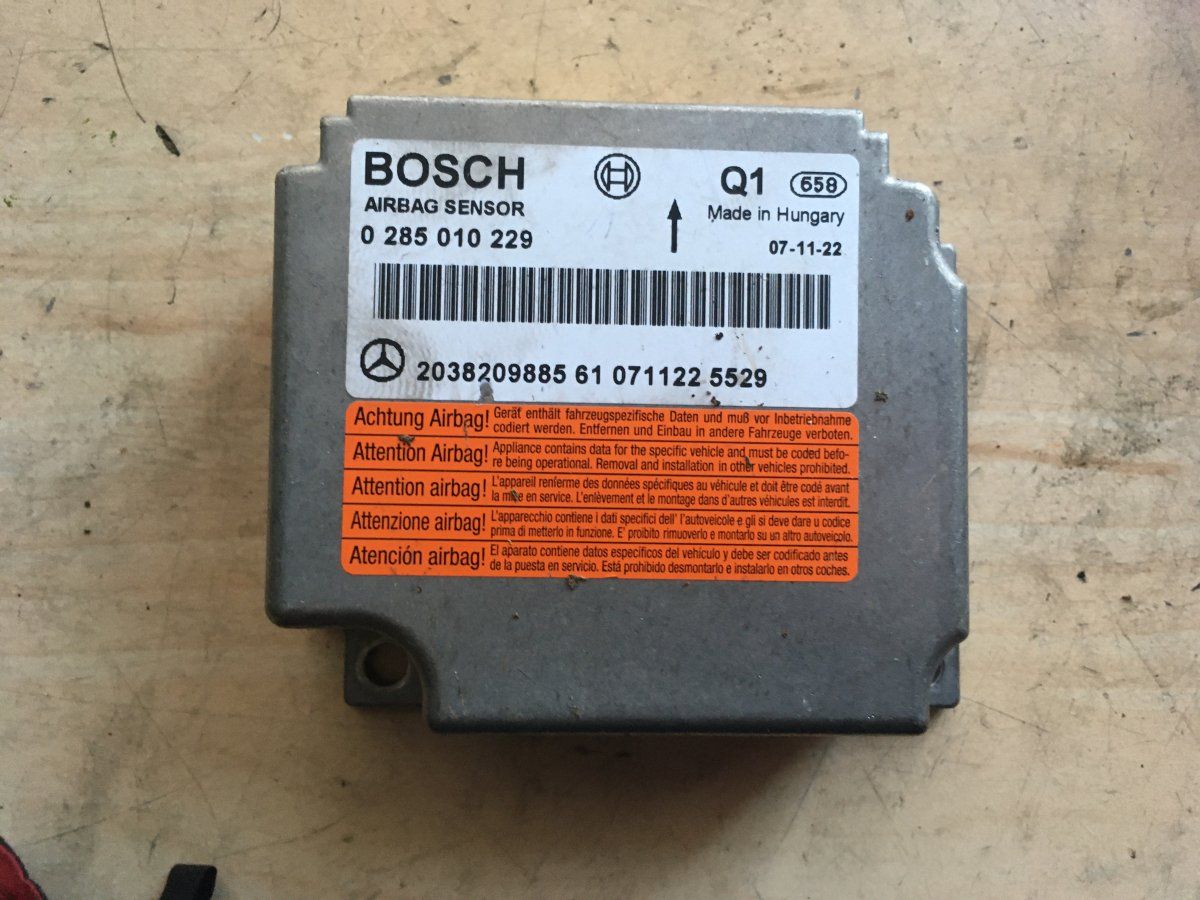 BOSCH
Q1 658
AIRBAG SENSOR
Made in Hungary
0 285 010 229
07-11-22
2038209885 61 071122 5529
Achtung Airbag! Gerät enthält fahrzeugspezifische Daten und muß vor Inbetriebnahme
codiert werden. Entfernen und Einbau in andere Fahrzeuge verboten.
Attention Airbag! Appliance contains data for the specific vehicle and must be coded befo-
re being operational. Removal and installation in other vehicles prohibited.
Attention airbag! L'appareil renferme des données spécifiques au véhicule et doit être codé avant
la mise en service. L'enlèvement et le montage dans d'autres véhicules est interdit.
Attenzione airbag! L'apparecchio contiene i dati specifici dell' l'autoveicole e gli si deve dare u codice
prima di metterlo in funzione. E' proibito rimuoverlo e montarlo su un altro autoveicolo.
Atención airbag! El aparato contiene datos especificos del vehículo y debe ser codificado antes
de la puesta en servicio. Está prohibido desmontarlo e instalarlo en otros coches.